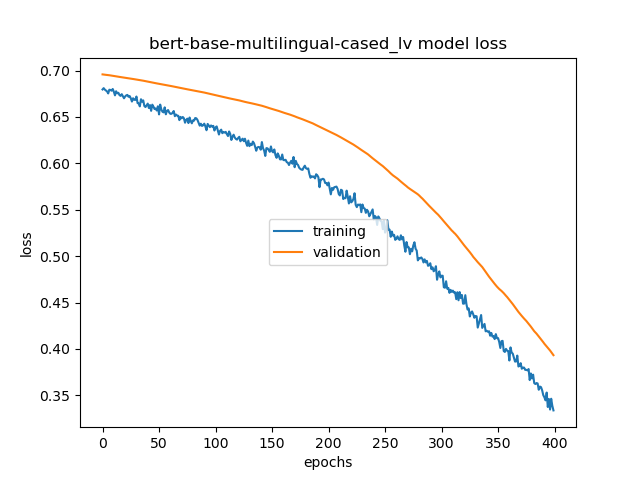 bert-base-multilingual-cased_lv model loss
0.70
0.65
0.60
0.55
0.50
0.45
0.40
0.35
loss
training
validation
0 50 100 150 200 250 300 350 400
epochs